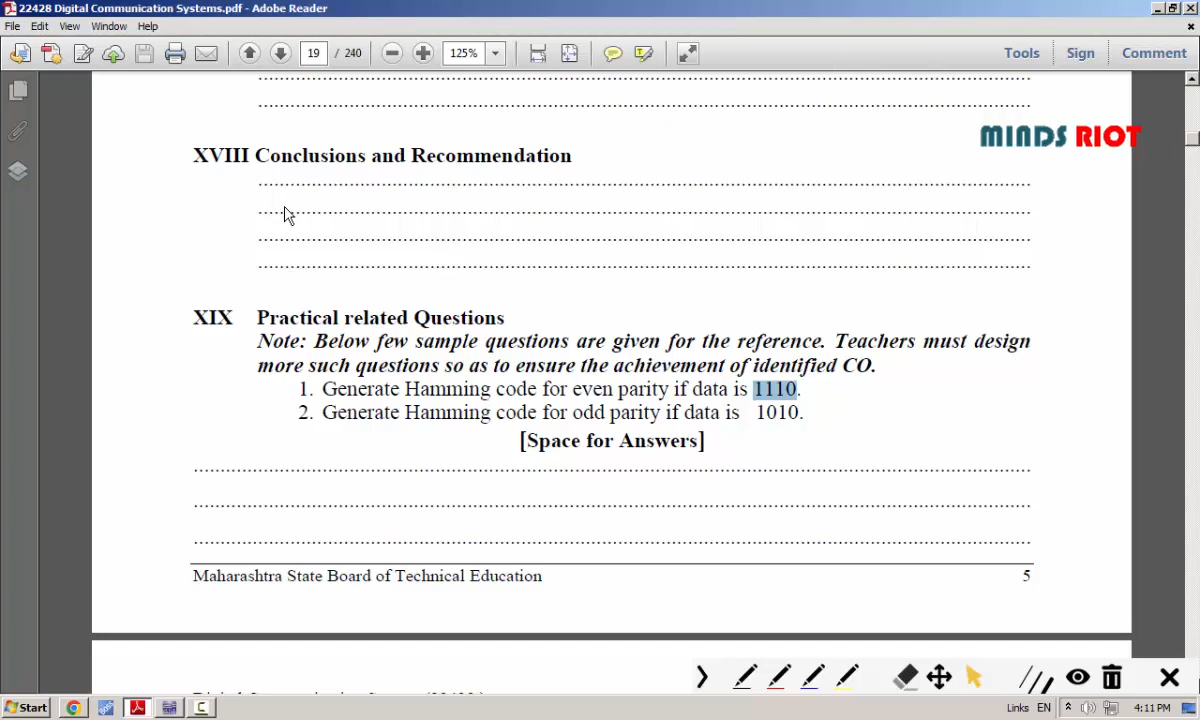 22428 Digital Communication Systems.pdf - Adobe Reader
File Edit View Window Help
19 / 240 125% Tools Sign Comment
MINDS RIOT
XVIII Conclusions and Recommendation
XIX Practical related Questions
Note: Below few sample questions are given for the reference. Teachers must design
more such questions so as to ensure the achievement of identified CO.
1. Generate Hamming code for even parity if data is 1110.
2. Generate Hamming code for odd parity if data is 1010.
[Space for Answers]
Maharashtra State Board of Technical Education 5
Start Links EN 4:11 PM